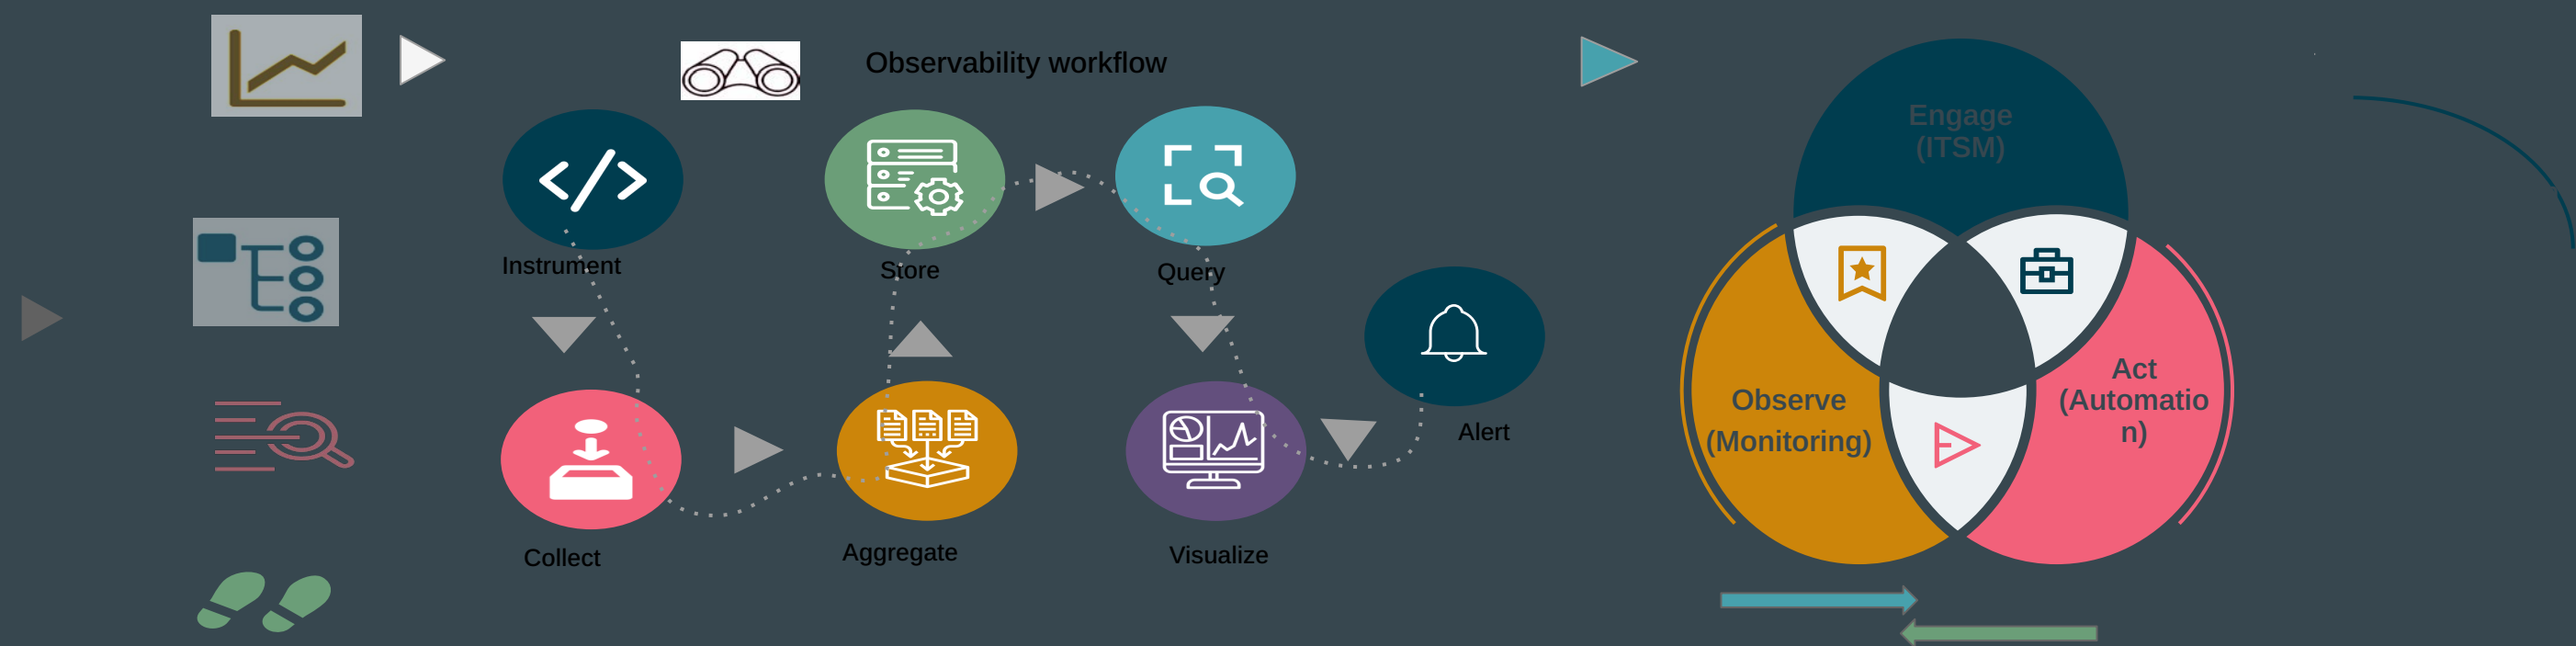 Observability workflow
Instrument
Store
Query
Alert
Collect
Aggregate
Visualize
Engage
(ITSM)
Observe
(Monitoring)
Act
(Automatio
n)